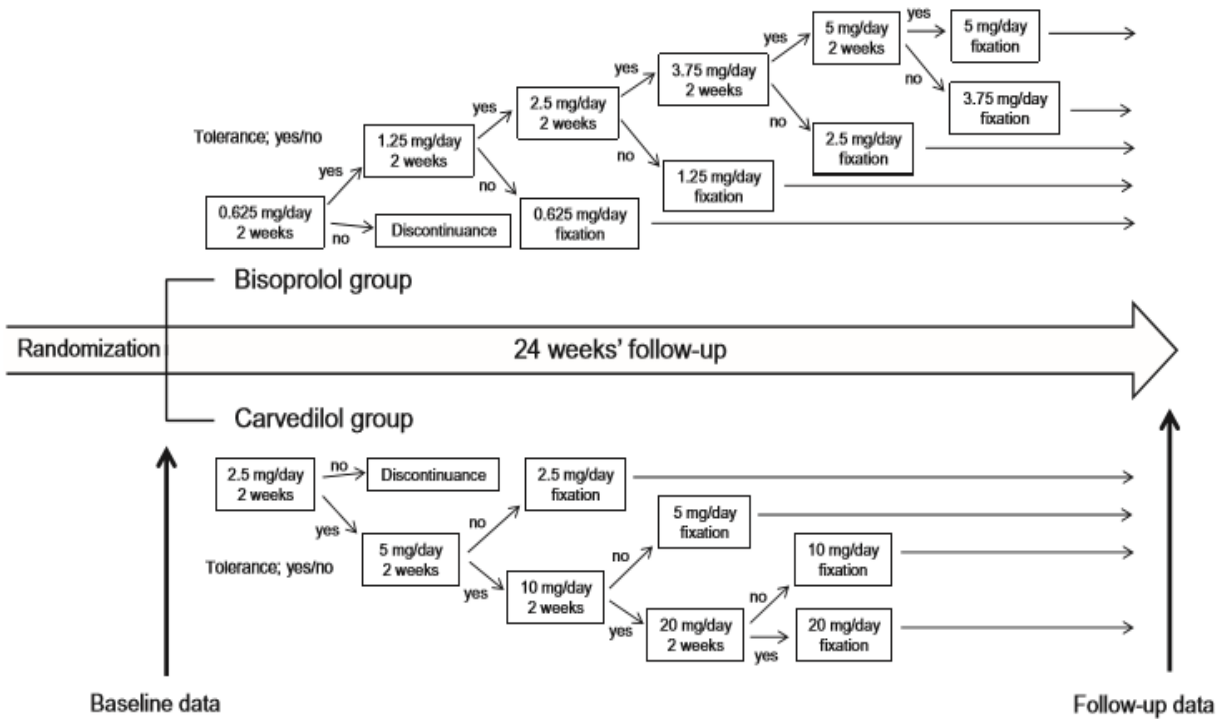 yes
5 mg/day
2 weeks
yes
5 mg/day
fixation
yes
3.75 mg/day
2 weeks
no
3.75 mg/day
fixation
yes
2.5 mg/day
2 weeks
no
2.5 mg/day
fixation
Tolerance; yes/no
yes
1.25 mg/day
2 weeks
no
1.25 mg/day
fixation
0.625 mg/day
2 weeks
no
Discontinuance
no
0.625 mg/day
fixation
Bisoprolol group
Randomization
24 weeks' follow-up
Carvedilol group
2.5 mg/day
2 weeks
no
Discontinuance
2.5 mg/day
fixation
yes
Tolerance; yes/no
5 mg/day
2 weeks
no
5 mg/day
fixation
yes
10 mg/day
2 weeks
no
10 mg/day
fixation
yes
20 mg/day
2 weeks
no
yes
20 mg/day
fixation
Baseline data
Follow-up data